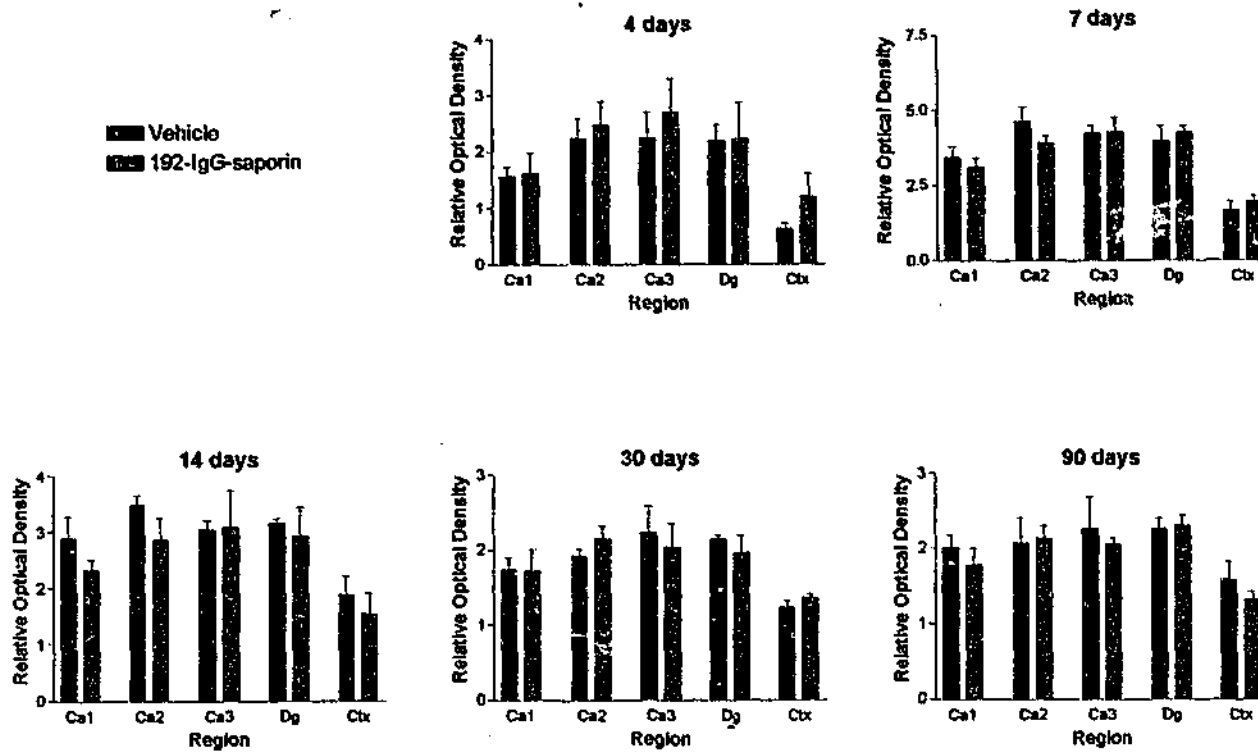 4 days
Relative Optical Density
4
3
2
1
0
Ca1 Ca2 Ca3 Dg Ctx
Region
7 days
Relative Optical Density
7.5
5.0
2.5
0.0
Ca1 Ca2 Ca3 Dg Ctx
Region
Vehicle
192-IgG-saporin
14 days
Relative Optical Density
4
3
2
1
0
Ca1 Ca2 Ca3 Dg Ctx
Region
30 days
Relative Optical Density
3
2
1
0
Ca1 Ca2 Ca3 Dg Ctx
Region
90 days
Relative Optical Density
3
2
1
0
Ca1 Ca2 Ca3 Dg Ctx
Region